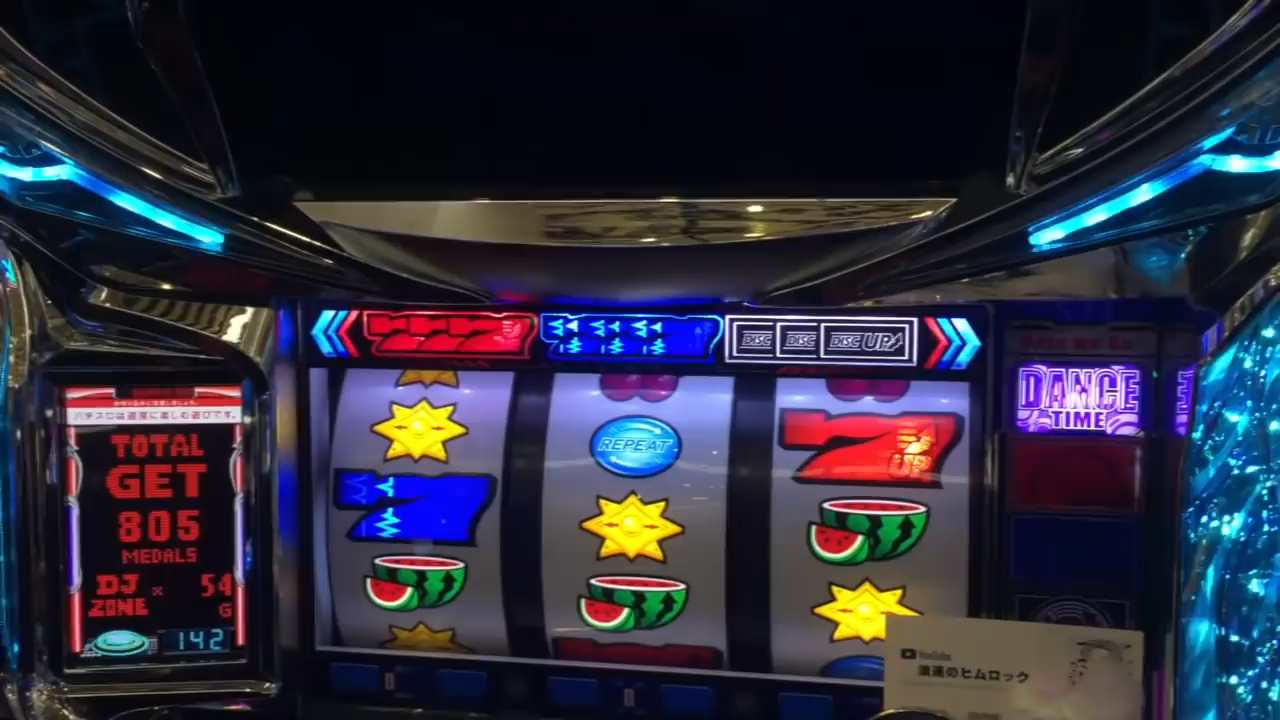 DISC DISC DISC UP
パチスロは適度に楽しむ遊びです。
TOTAL
GET
805
MEDALS
DJ
ZONE
×
54
G
142
REPEAT
UP
DANCE
TIME
YouTube
濱連のヒムロック